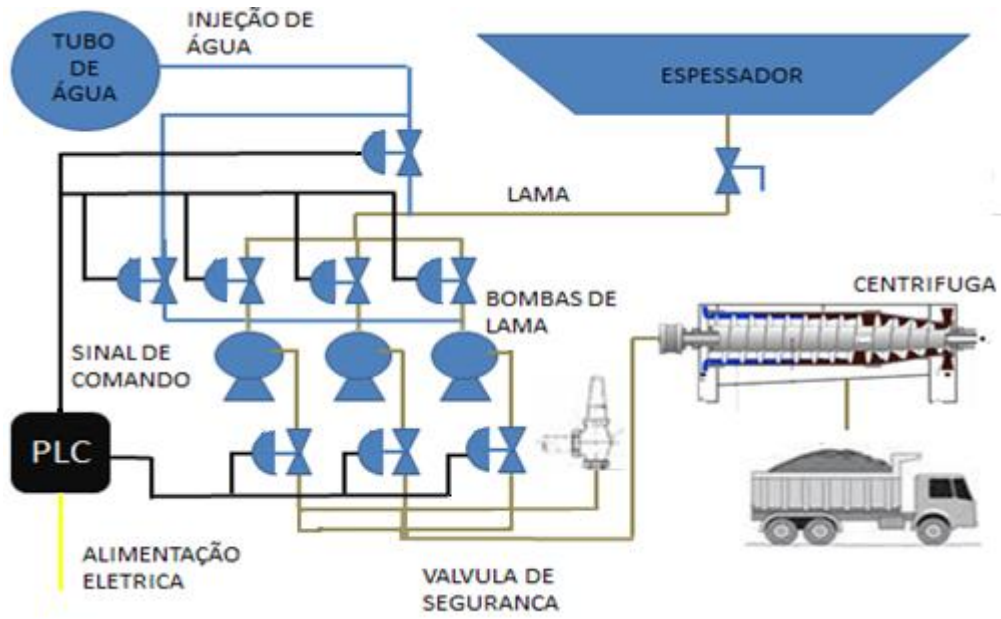 TUBO
DE
ÁGUA
INJEÇÃO DE
ÁGUA
ESPESSADOR
LAMA
CENTRIFUGA
BOMBAS DE
LAMA
SINAL DE
COMANDO
PLC
ALIMENTAÇÃO
ELETRICA
VALVULA DE
SEGURANCA